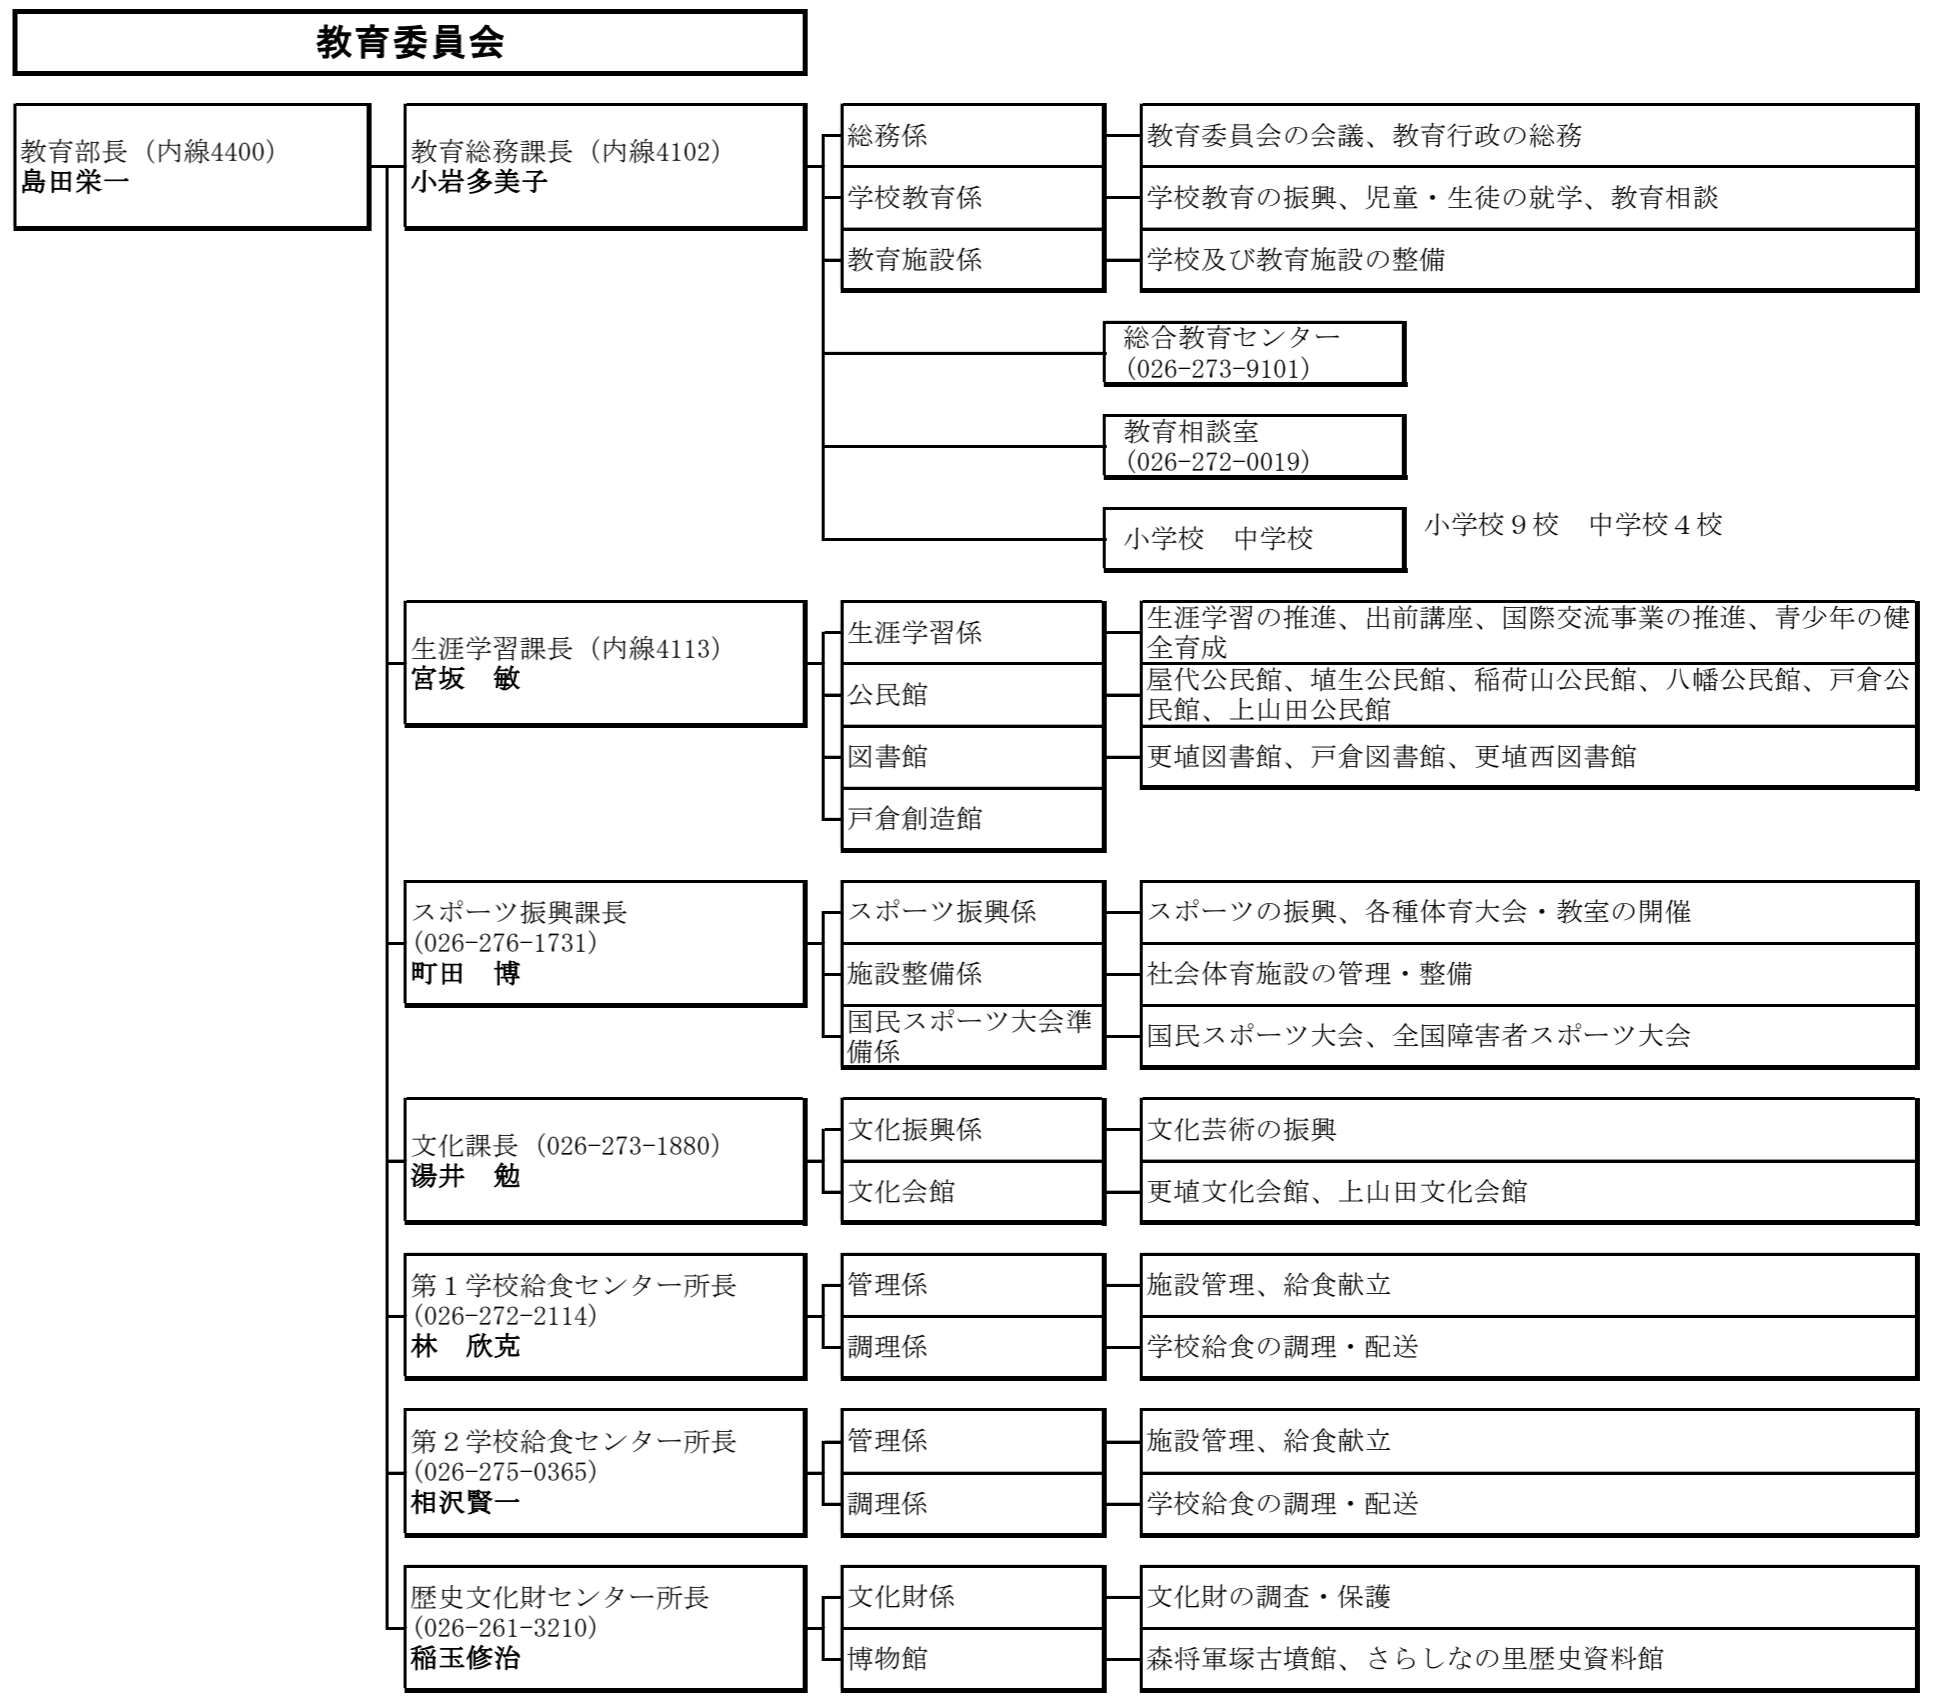 教育委員会
教育部長（内線4400）
島田栄一
教育総務課長（内線4102）
小岩多美子
総務係
教育委員会の会議、教育行政の総務
学校教育係
学校教育の振興、児童・生徒の就学、教育相談
教育施設係
学校及び教育施設の整備
総合教育センター
(026-273-9101)
教育相談室
(026-272-0019)
小学校　中学校
小学校９校　中学校４校
生涯学習課長（内線4113）
宮坂　敏
生涯学習係
生涯学習の推進、出前講座、国際交流事業の推進、青少年の健
全育成
公民館
屋代公民館、埴生公民館、稲荷山公民館、八幡公民館、戸倉公
民館、上山田公民館
図書館
更埴図書館、戸倉図書館、更埴西図書館
戸倉創造館
スポーツ振興課長
(026-276-1731)
町田　博
スポーツ振興係
スポーツの振興、各種体育大会・教室の開催
施設整備係
社会体育施設の管理・整備
国民スポーツ大会準
備係
国民スポーツ大会、全国障害者スポーツ大会
文化課長（026-273-1880）
湯井　勉
文化振興係
文化芸術の振興
文化会館
更埴文化会館、上山田文化会館
第１学校給食センター所長
(026-272-2114)
林　欣克
管理係
施設管理、給食献立
調理係
学校給食の調理・配送
第２学校給食センター所長
(026-275-0365)
相沢賢一
管理係
施設管理、給食献立
調理係
学校給食の調理・配送
歴史文化財センター所長
(026-261-3210)
稲玉修治
文化財係
文化財の調査・保護
博物館
森将軍塚古墳館、さらしなの里歴史資料館